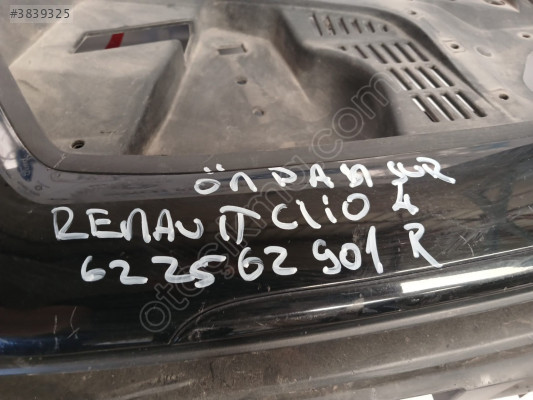 #3839325
ÖN PANJUR
RENAULT CLIO 4
622562901 R